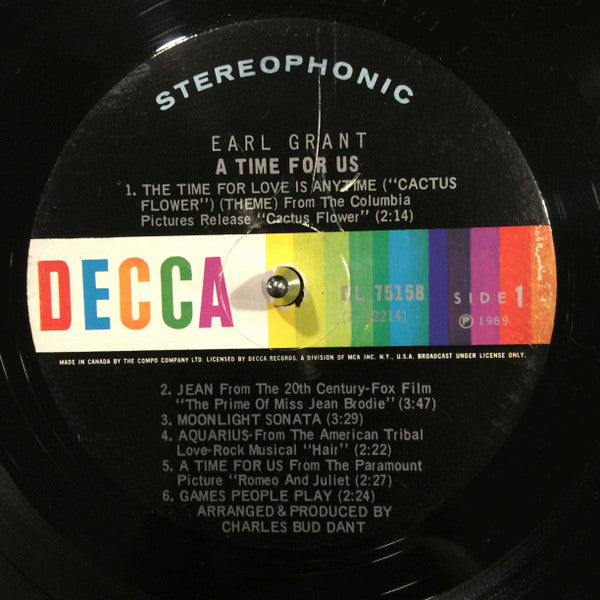 STEREOPHONIC
EARL GRANT
A TIME FOR US
1. THE TIME FOR LOVE IS ANYTIME ("CACTUS
FLOWER") (THEME) From The Columbia
Pictures Release "Cactus Flower" (2:14)
DECCA
DL 75158
2214)
SIDE 1
℗ 1969
MADE IN CANADA BY THE COMPO COMPANY LTD. LICENSED BY DECCA RECORDS, A DIVISION OF MCA INC. N.Y., U.S.A. BROADCAST UNDER LICENSE ONLY.
2. JEAN From The 20th Century-Fox Film
"The Prime Of Miss Jean Brodie" (3:47)
3. MOONLIGHT SONATA (3:29)
4. AQUARIUS-From The American Tribal
Love-Rock Musical "Hair" (2:22)
5. A TIME FOR US From The Paramount
Picture "Romeo And Juliet (2:27)
6. GAMES PEOPLE PLAY (2:24)
ARRANGED & PRODUCED BY
CHARLES BUD DANT